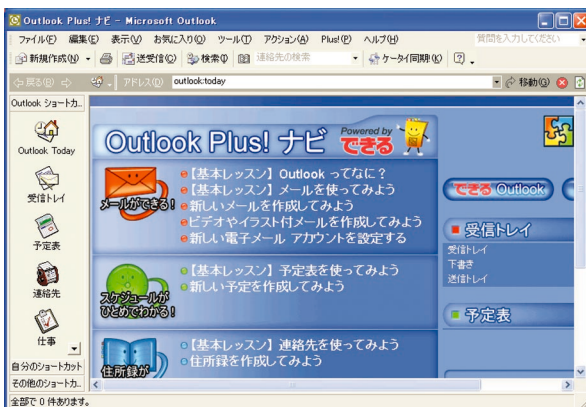 Outlook Plus! ナビ - Microsoft Outlook
ファイル(F) 編集(E) 表示(V) お気に入り(O) ツール(T) アクション(A) Plus!(P) ヘルプ(H) 質問を入力してください
新規作成(N) 送受信(C) 検索(I) 連絡先の検索 ケータイ同期(K)
戻る(B) アドレス(D) outlook:today 移動(G)
Outlook ショートカ...
Outlook Today
受信トレイ
予定表
連絡先
仕事
自分のショートカット
その他のショートカ...
Outlook Plus! ナビ Powered by できる
メールができる!
【基本レッスン】Outlook ってなに?
【基本レッスン】メールを使ってみよう
新しいメールを作成してみよう
ビデオやイラスト付メールを作成してみよう
新しい電子メール アカウントを設定する
スケジュールが
ひとめでわかる!
【基本レッスン】予定表を使ってみよう
新しい予定を作成してみよう
住所録が
【基本レッスン】連絡先を使ってみよう
住所録を作成してみよう
できる Outlook
受信トレイ
受信トレイ
下書き
送信トレイ
予定表
全部で 0 件あります。